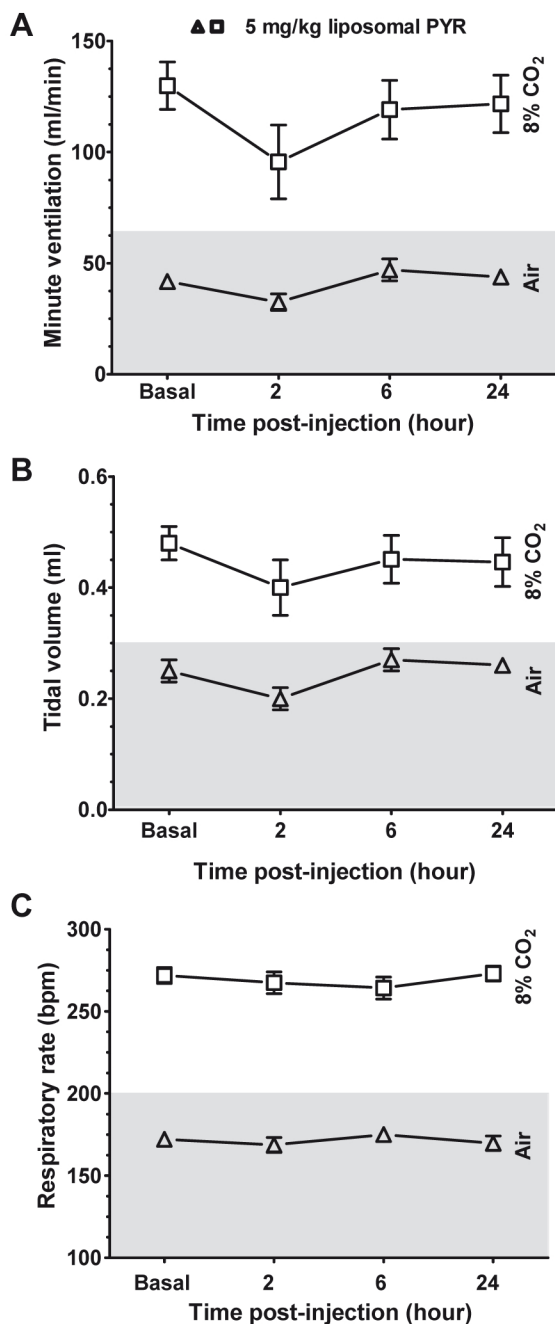 A
5 mg/kg liposomal PYR
150
100
50
0
Minute ventilation (ml/min)
8% CO2
Air
Basal 2 6 24
Time post-injection (hour)
B
0.6
0.4
0.2
0.0
Tidal volume (ml)
8% CO2
Air
Basal 2 6 24
Time post-injection (hour)
C
300
250
200
150
100
Respiratory rate (bpm)
8% CO2
Air
Basal 2 6 24
Time post-injection (hour)